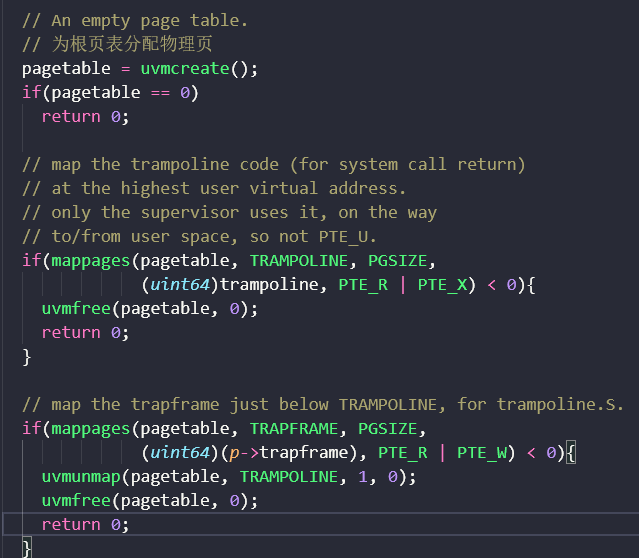 // An empty page table.
// 为根页表分配物理页
pagetable = uvmcreate();
if(pagetable == 0)
  return 0;

// map the trampoline code (for system call return)
// at the highest user virtual address.
// only the supervisor uses it, on the way
// to/from user space, so not PTE_U.
if(mappages(pagetable, TRAMPOLINE, PGSIZE,
            (uint64)trampoline, PTE_R | PTE_X) < 0){
  uvmfree(pagetable, 0);
  return 0;
}

// map the trapframe just below TRAMPOLINE, for trampoline.S.
if(mappages(pagetable, TRAPFRAME, PGSIZE,
            (uint64)(p->trapframe), PTE_R | PTE_W) < 0){
  uvmunmap(pagetable, TRAMPOLINE, 1, 0);
  uvmfree(pagetable, 0);
  return 0;
}